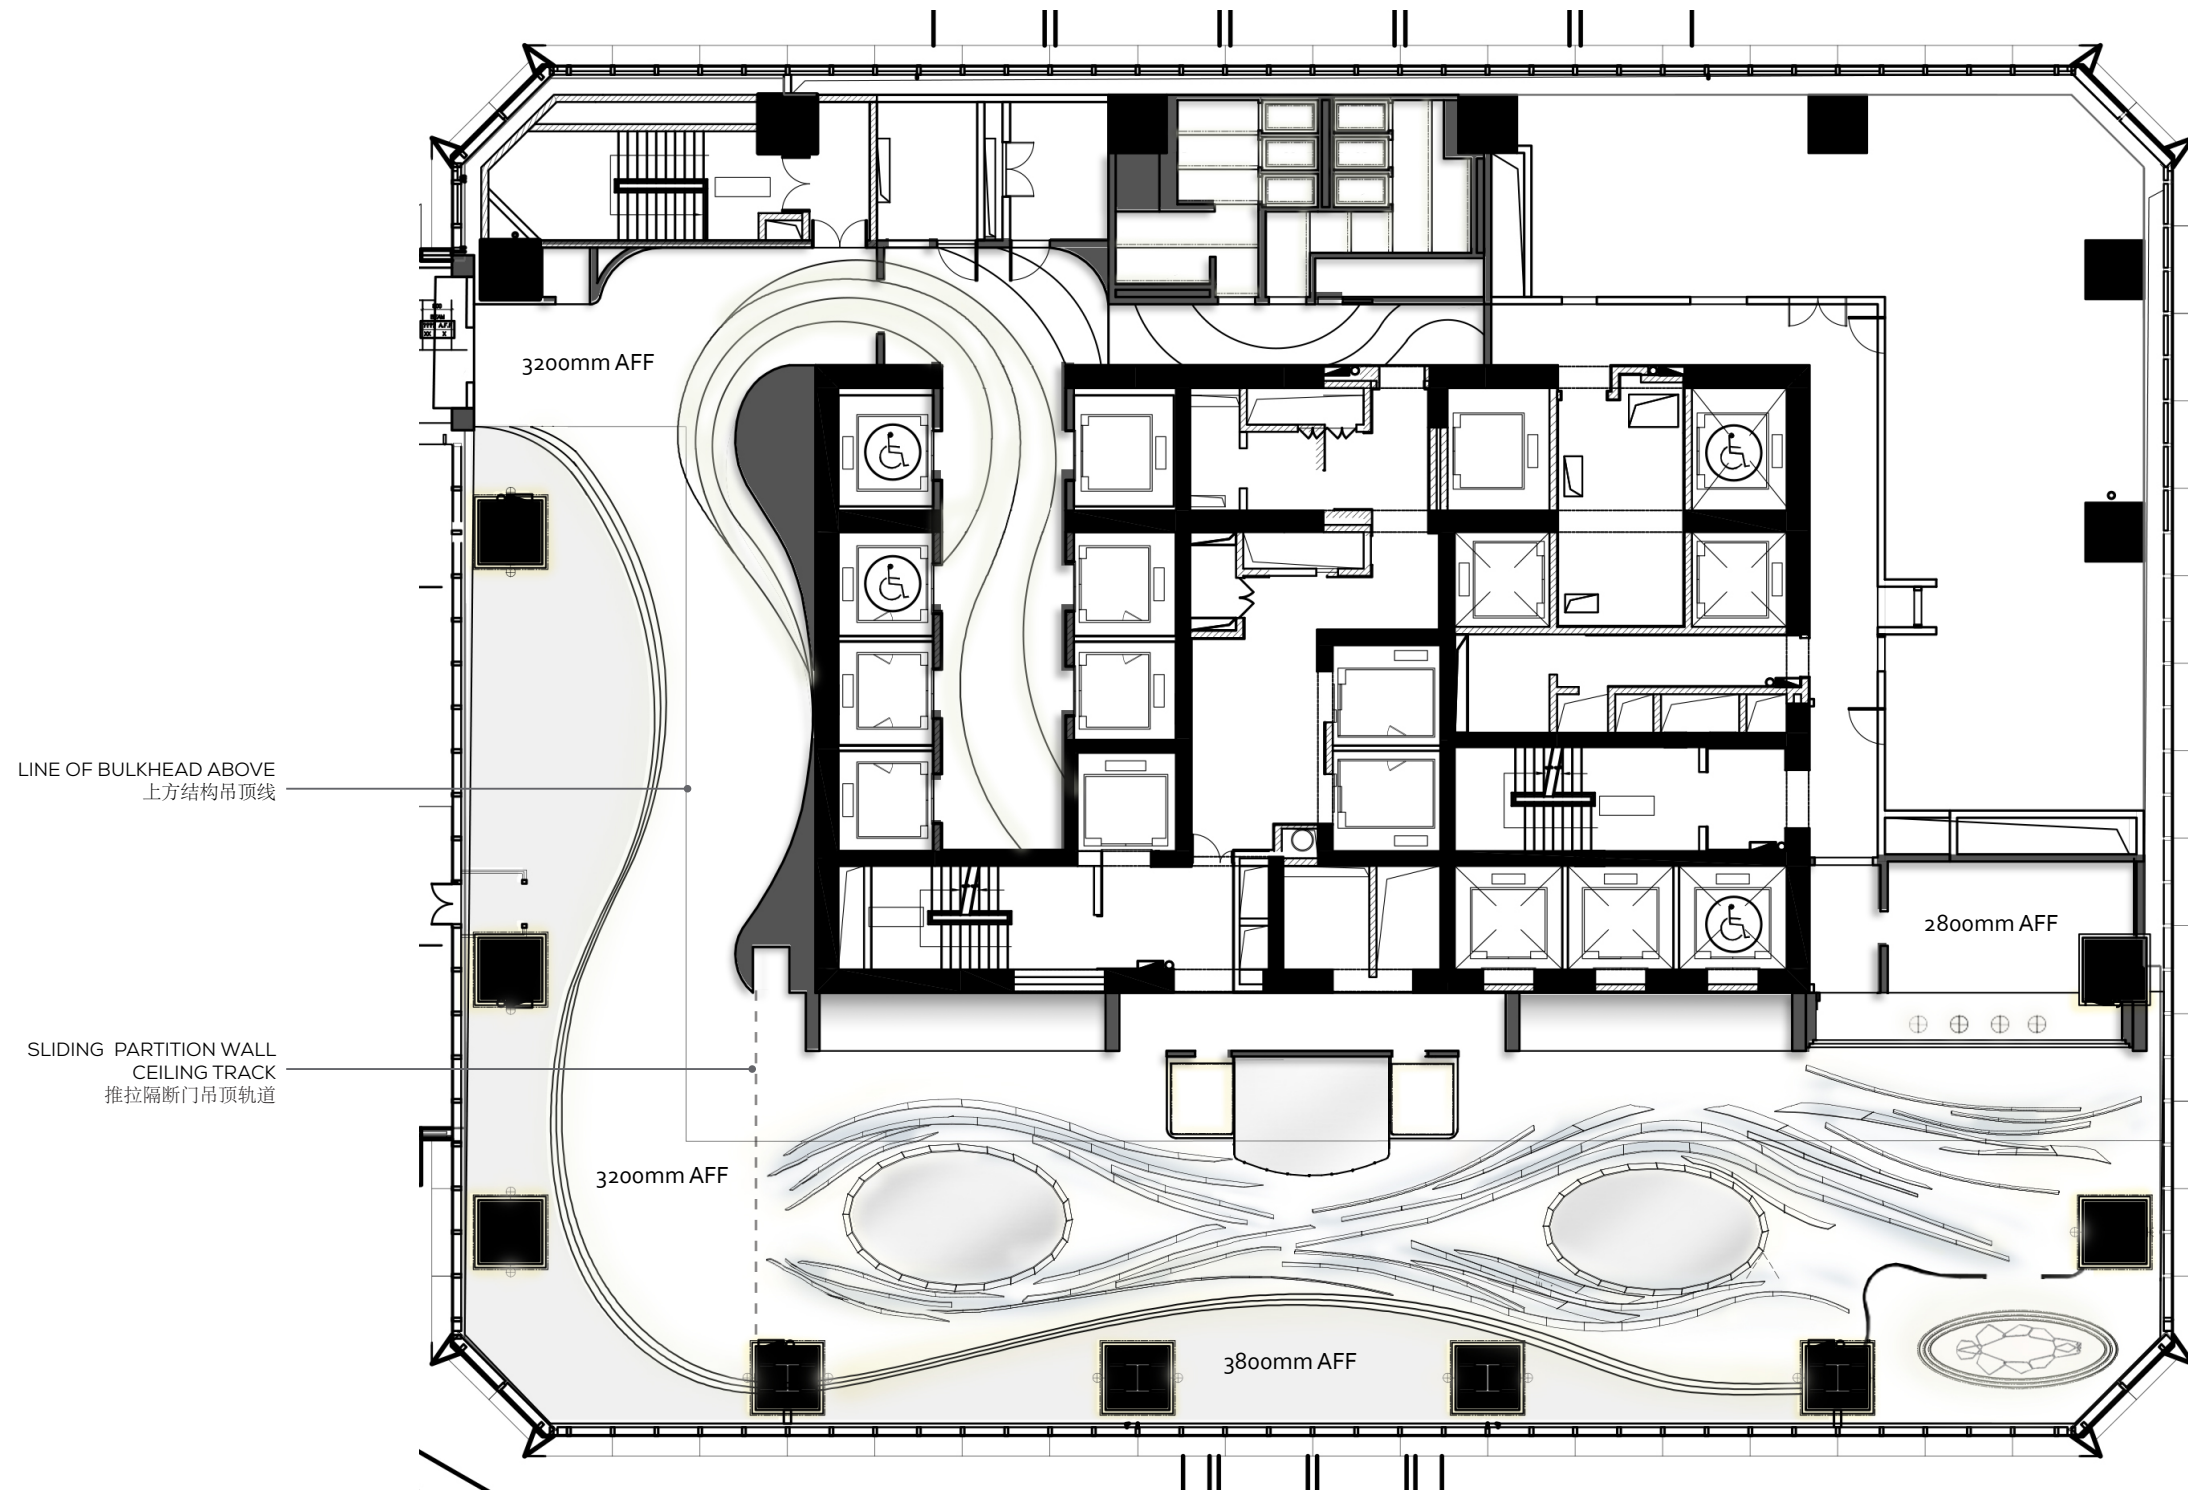 3200mm AFF
LINE OF BULKHEAD ABOVE
上方结构吊顶线
2800mm AFF
SLIDING PARTITION WALL
CEILING TRACK
推拉隔断门吊顶轨道
3200mm AFF
3800mm AFF